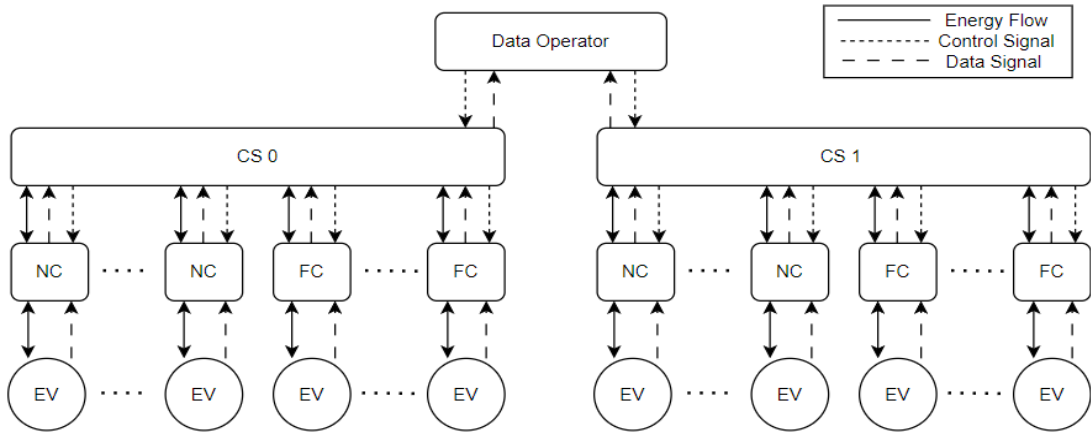 Data Operator
Energy Flow
Control Signal
Data Signal
CS 0
CS 1
NC
NC
FC
FC
NC
NC
FC
FC
EV
EV
EV
EV
EV
EV
EV
EV